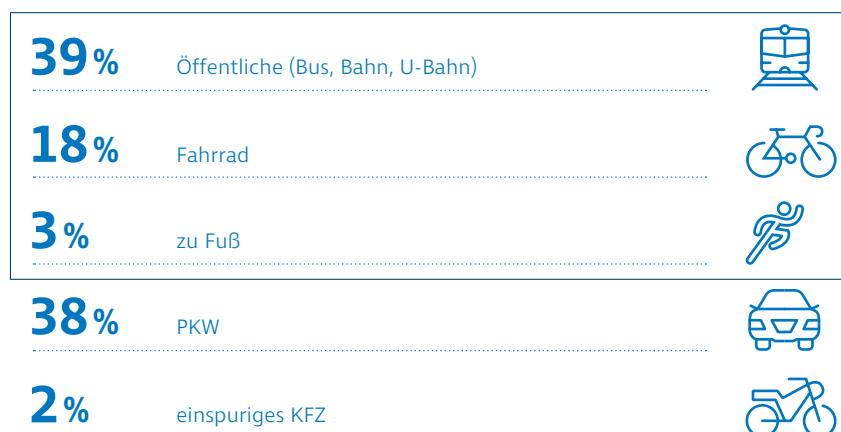 39% Öffentliche (Bus, Bahn, U-Bahn)
18% Fahrrad
3% zu Fuß
38% PKW
2% einspuriges KFZ